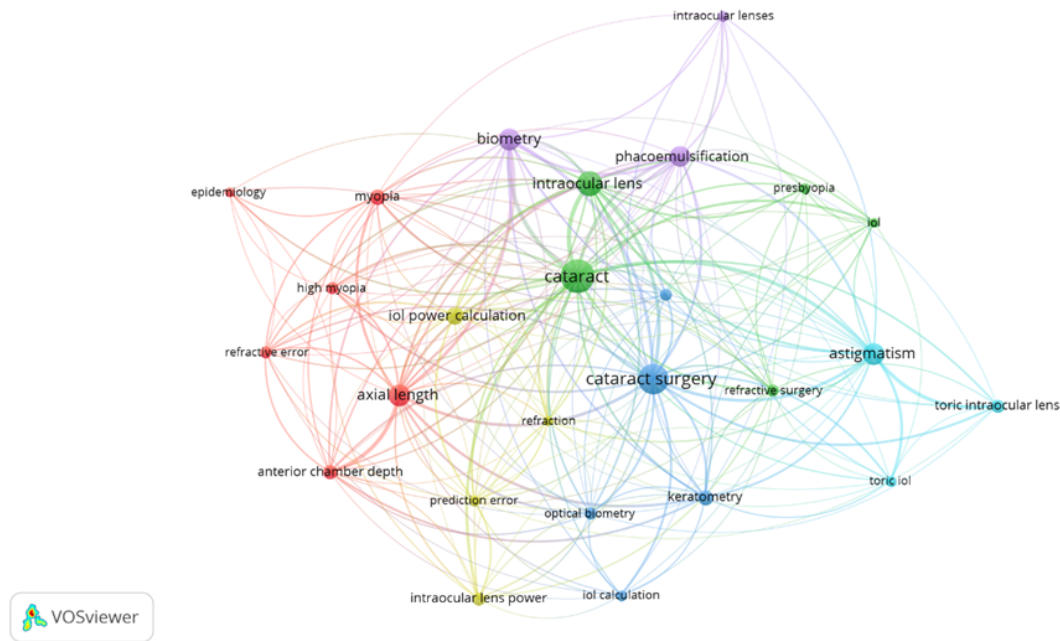 intraocular lenses
biometry
phacoemulsification
intraocular lens
presbyopia
epidemiology
myopia
iol
cataract
high myopia
iol power calculation
refractive error
astigmatism
cataract surgery
axial length
refractive surgery
toric intraocular lens
refraction
anterior chamber depth
toric iol
prediction error
keratometry
optical biometry
intraocular lens power
iol calculation
VOSviewer